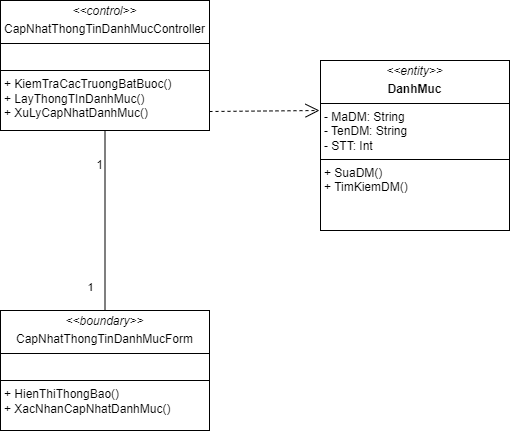 <<control>>
CapNhatThongTinDanhMucController
+ KiemTraCacTruongBatBuoc()
+ LayThongTInDanhMuc()
+ XuLyCapNhatDanhMuc()
<<entity>>
DanhMuc
- MaDM: String
- TenDM: String
- STT: Int
+ SuaDM()
+ TimKiemDM()
1
1
<<boundary>>
CapNhatThongTinDanhMucForm
+ HienThiThongBao()
+ XacNhanCapNhatDanhMuc()